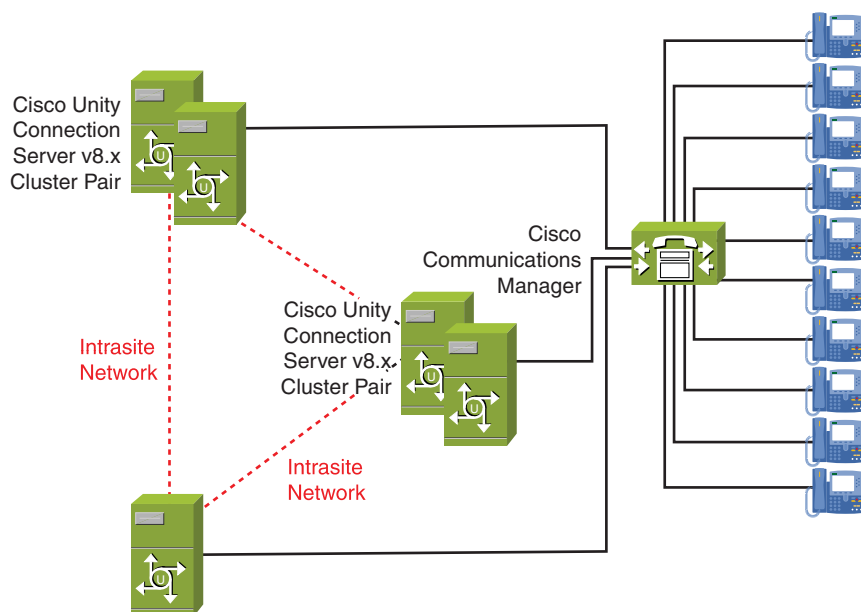 Cisco Unity
Connection
Server v8.x
Cluster Pair
Cisco
Communications
Manager
Cisco Unity
Connection
Server v8.x
Cluster Pair
Intrasite
Network
Intrasite
Network
U
U
U
U
U